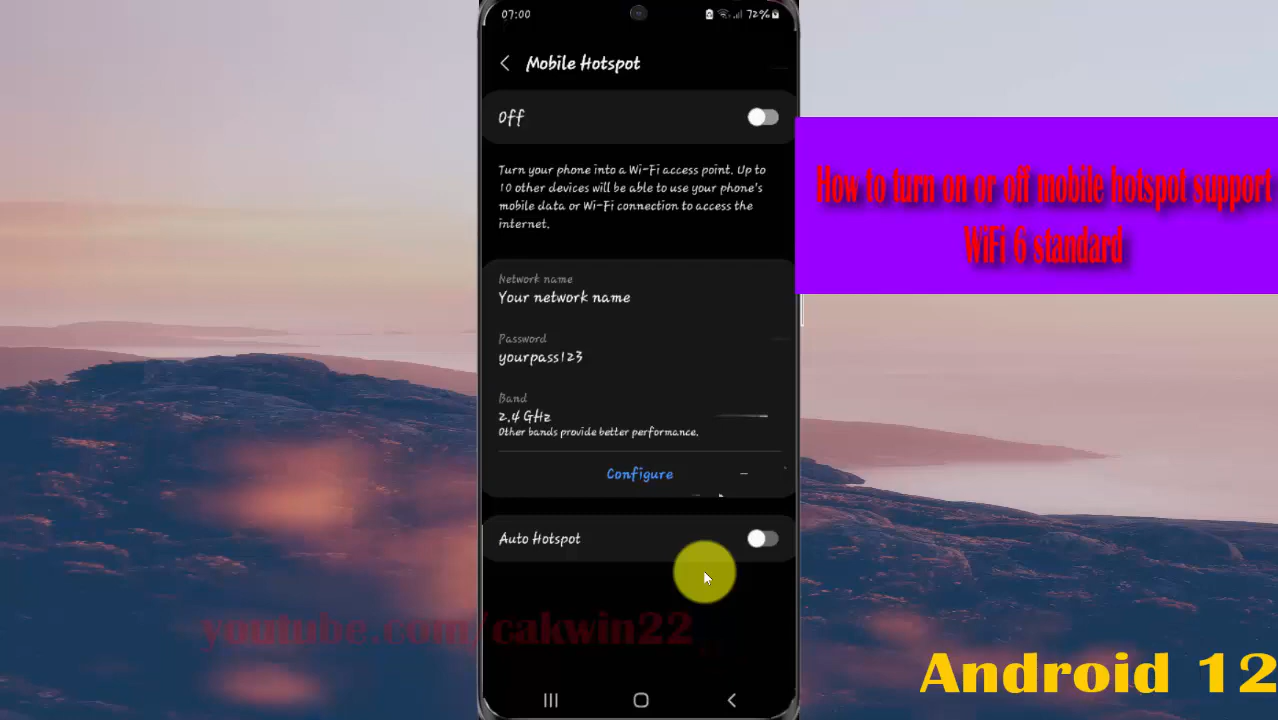 07:00
72%
Mobile Hotspot
Off
Turn your phone into a Wi-Fi access point. Up to
10 other devices will be able to use your phone's
mobile data or Wi-Fi connection to access the
internet.
Network name
Your network name
Password
yourpass123
Band
2.4 GHz
Other bands provide better performance.
Configure
Auto Hotspot
How to turn on or off mobile hotspot support
WiFi 6 standard
youtube.com/cakwin22
Android 12